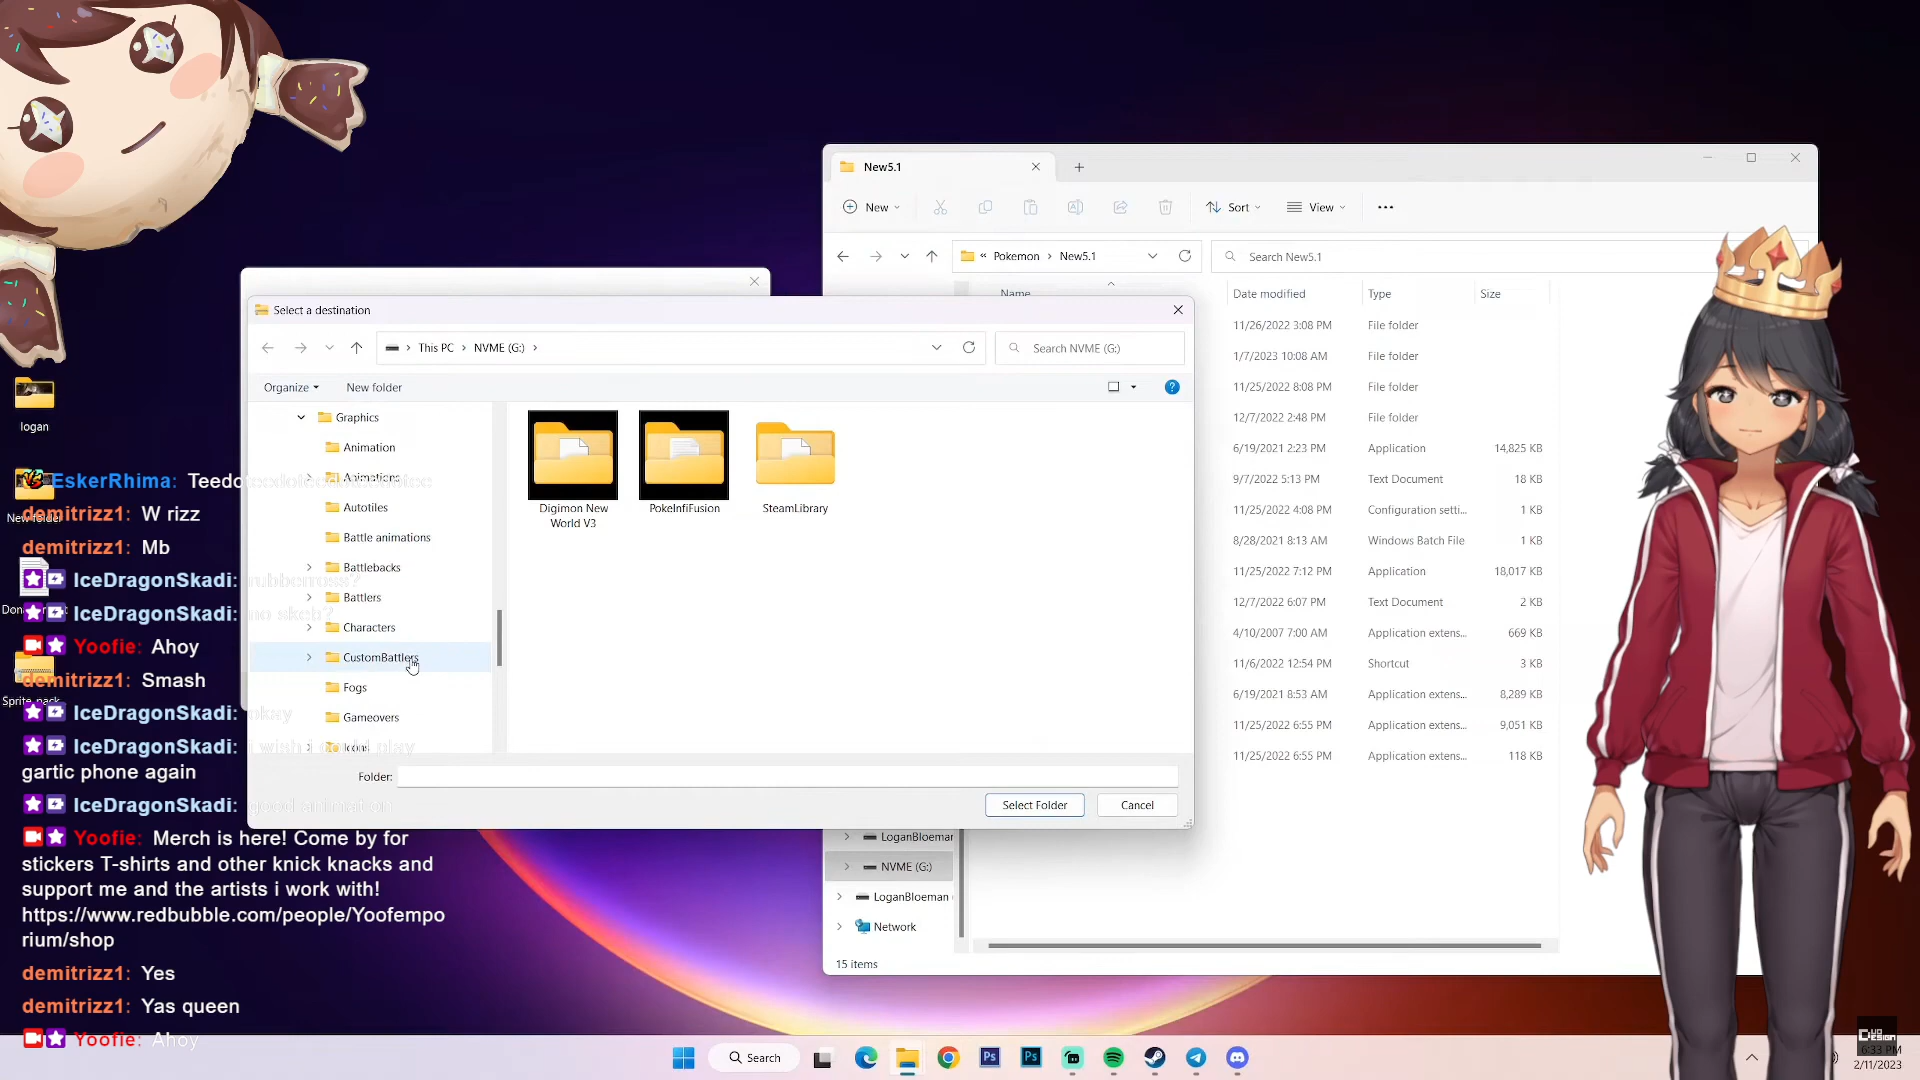 New5.1
New
Sort
View
Pokemon
New5.1
Search New5.1
Name
Date modified
Type
Size
11/26/2022 3:08 PM
File folder
1/7/2023 10:08 AM
File folder
11/25/2022 8:08 PM
File folder
12/7/2022 2:48 PM
File folder
6/19/2021 2:23 PM
Application
14,825 KB
9/7/2022 5:13 PM
Text Document
18 KB
11/25/2022 4:08 PM
Configuration setti...
1 KB
8/28/2021 8:13 AM
Windows Batch File
1 KB
11/25/2022 7:12 PM
Application
18,017 KB
12/7/2022 6:07 PM
Text Document
2 KB
4/10/2007 7:00 AM
Application extens...
669 KB
11/6/2022 12:54 PM
Shortcut
3 KB
6/19/2021 8:53 AM
Application extens...
8,289 KB
11/25/2022 6:55 PM
Application extens...
9,051 KB
11/25/2022 6:55 PM
Application extens...
118 KB
LoganBloeman
NVME (G:)
LoganBloeman
Network
15 items
Select a destination
This PC
NVME (G:)
Search NVME (G:)
Organize
New folder
Graphics
Animation
Animations
Autotiles
Battle animations
Battlebacks
Battlers
Characters
CustomBattlers
Fogs
Gameovers
Icons
Digimon New
World V3
PokeInfiFusion
SteamLibrary
Folder:
Select Folder
Cancel
logan
New folder
Sprite pack
EskerRhima: Teedoteedoteedoteedotee
demitrizz1: W rizz
demitrizz1: Mb
IceDragonSkadi: rubberross?
IceDragonSkadi: no skeb?
Yoofie: Ahoy
demitrizz1: Smash
IceDragonSkadi: okay
IceDragonSkadi: i wish i could play
gartic phone again
IceDragonSkadi: good animation
Yoofie: Merch is here! Come by for
stickers T-shirts and other knick knacks and
support me and the artists i work with!
https://www.redbubble.com/people/Yoofempo
rium/shop
demitrizz1: Yes
demitrizz1: Yas queen
Yoofie: Ahoy
Search
Ps
Ps
6:33 PM
2/11/2023